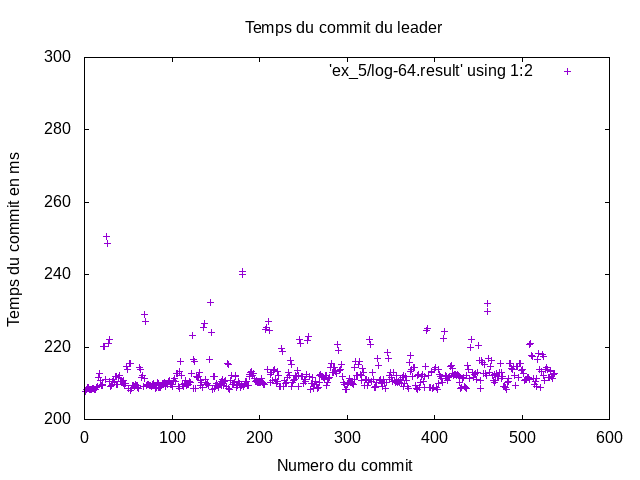 Temps du commit du leader
'ex_5/log-64.result' using 1:2
Temps du commit en ms
300
280
260
240
220
200
0 100 200 300 400 500 600
Numero du commit